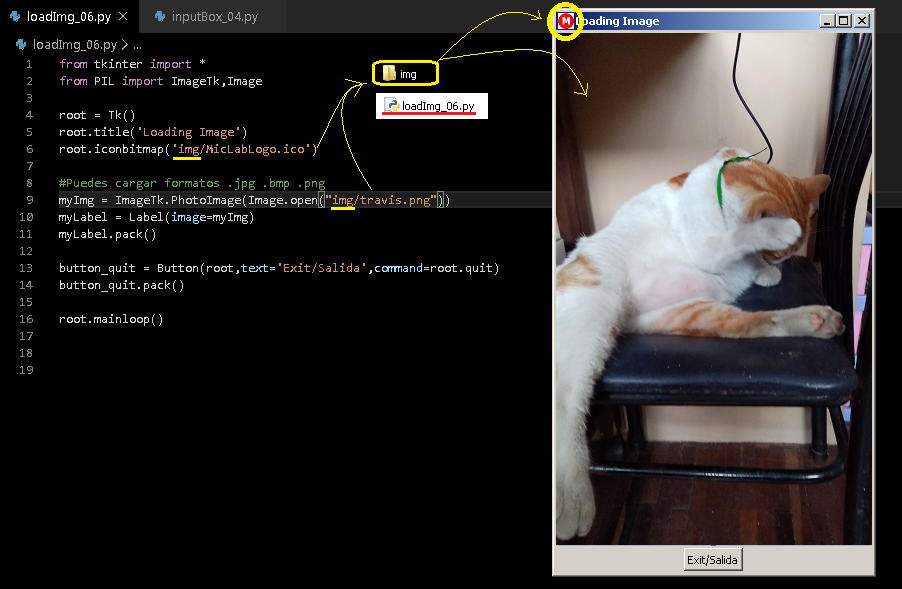 loadImg_06.py
inputBox_04.py
loadImg_06.py > ...
1 from tkinter import *
2 from PIL import ImageTk,Image
3
4 root = Tk()
5 root.title('Loading Image')
6 root.iconbitmap('img/MicLabLogo.ico')
7
8 #Puedes cargar formatos .jpg .bmp .png
9 myImg = ImageTk.PhotoImage(Image.open("img/travis.png"))
10 myLabel = Label(image=myImg)
11 myLabel.pack()
12
13 button_quit = Button(root,text='Exit/Salida',command=root.quit)
14 button_quit.pack()
15
16 root.mainloop()
17
18
19
img
loadImg_06.py
M
Loading Image
Exit/Salida